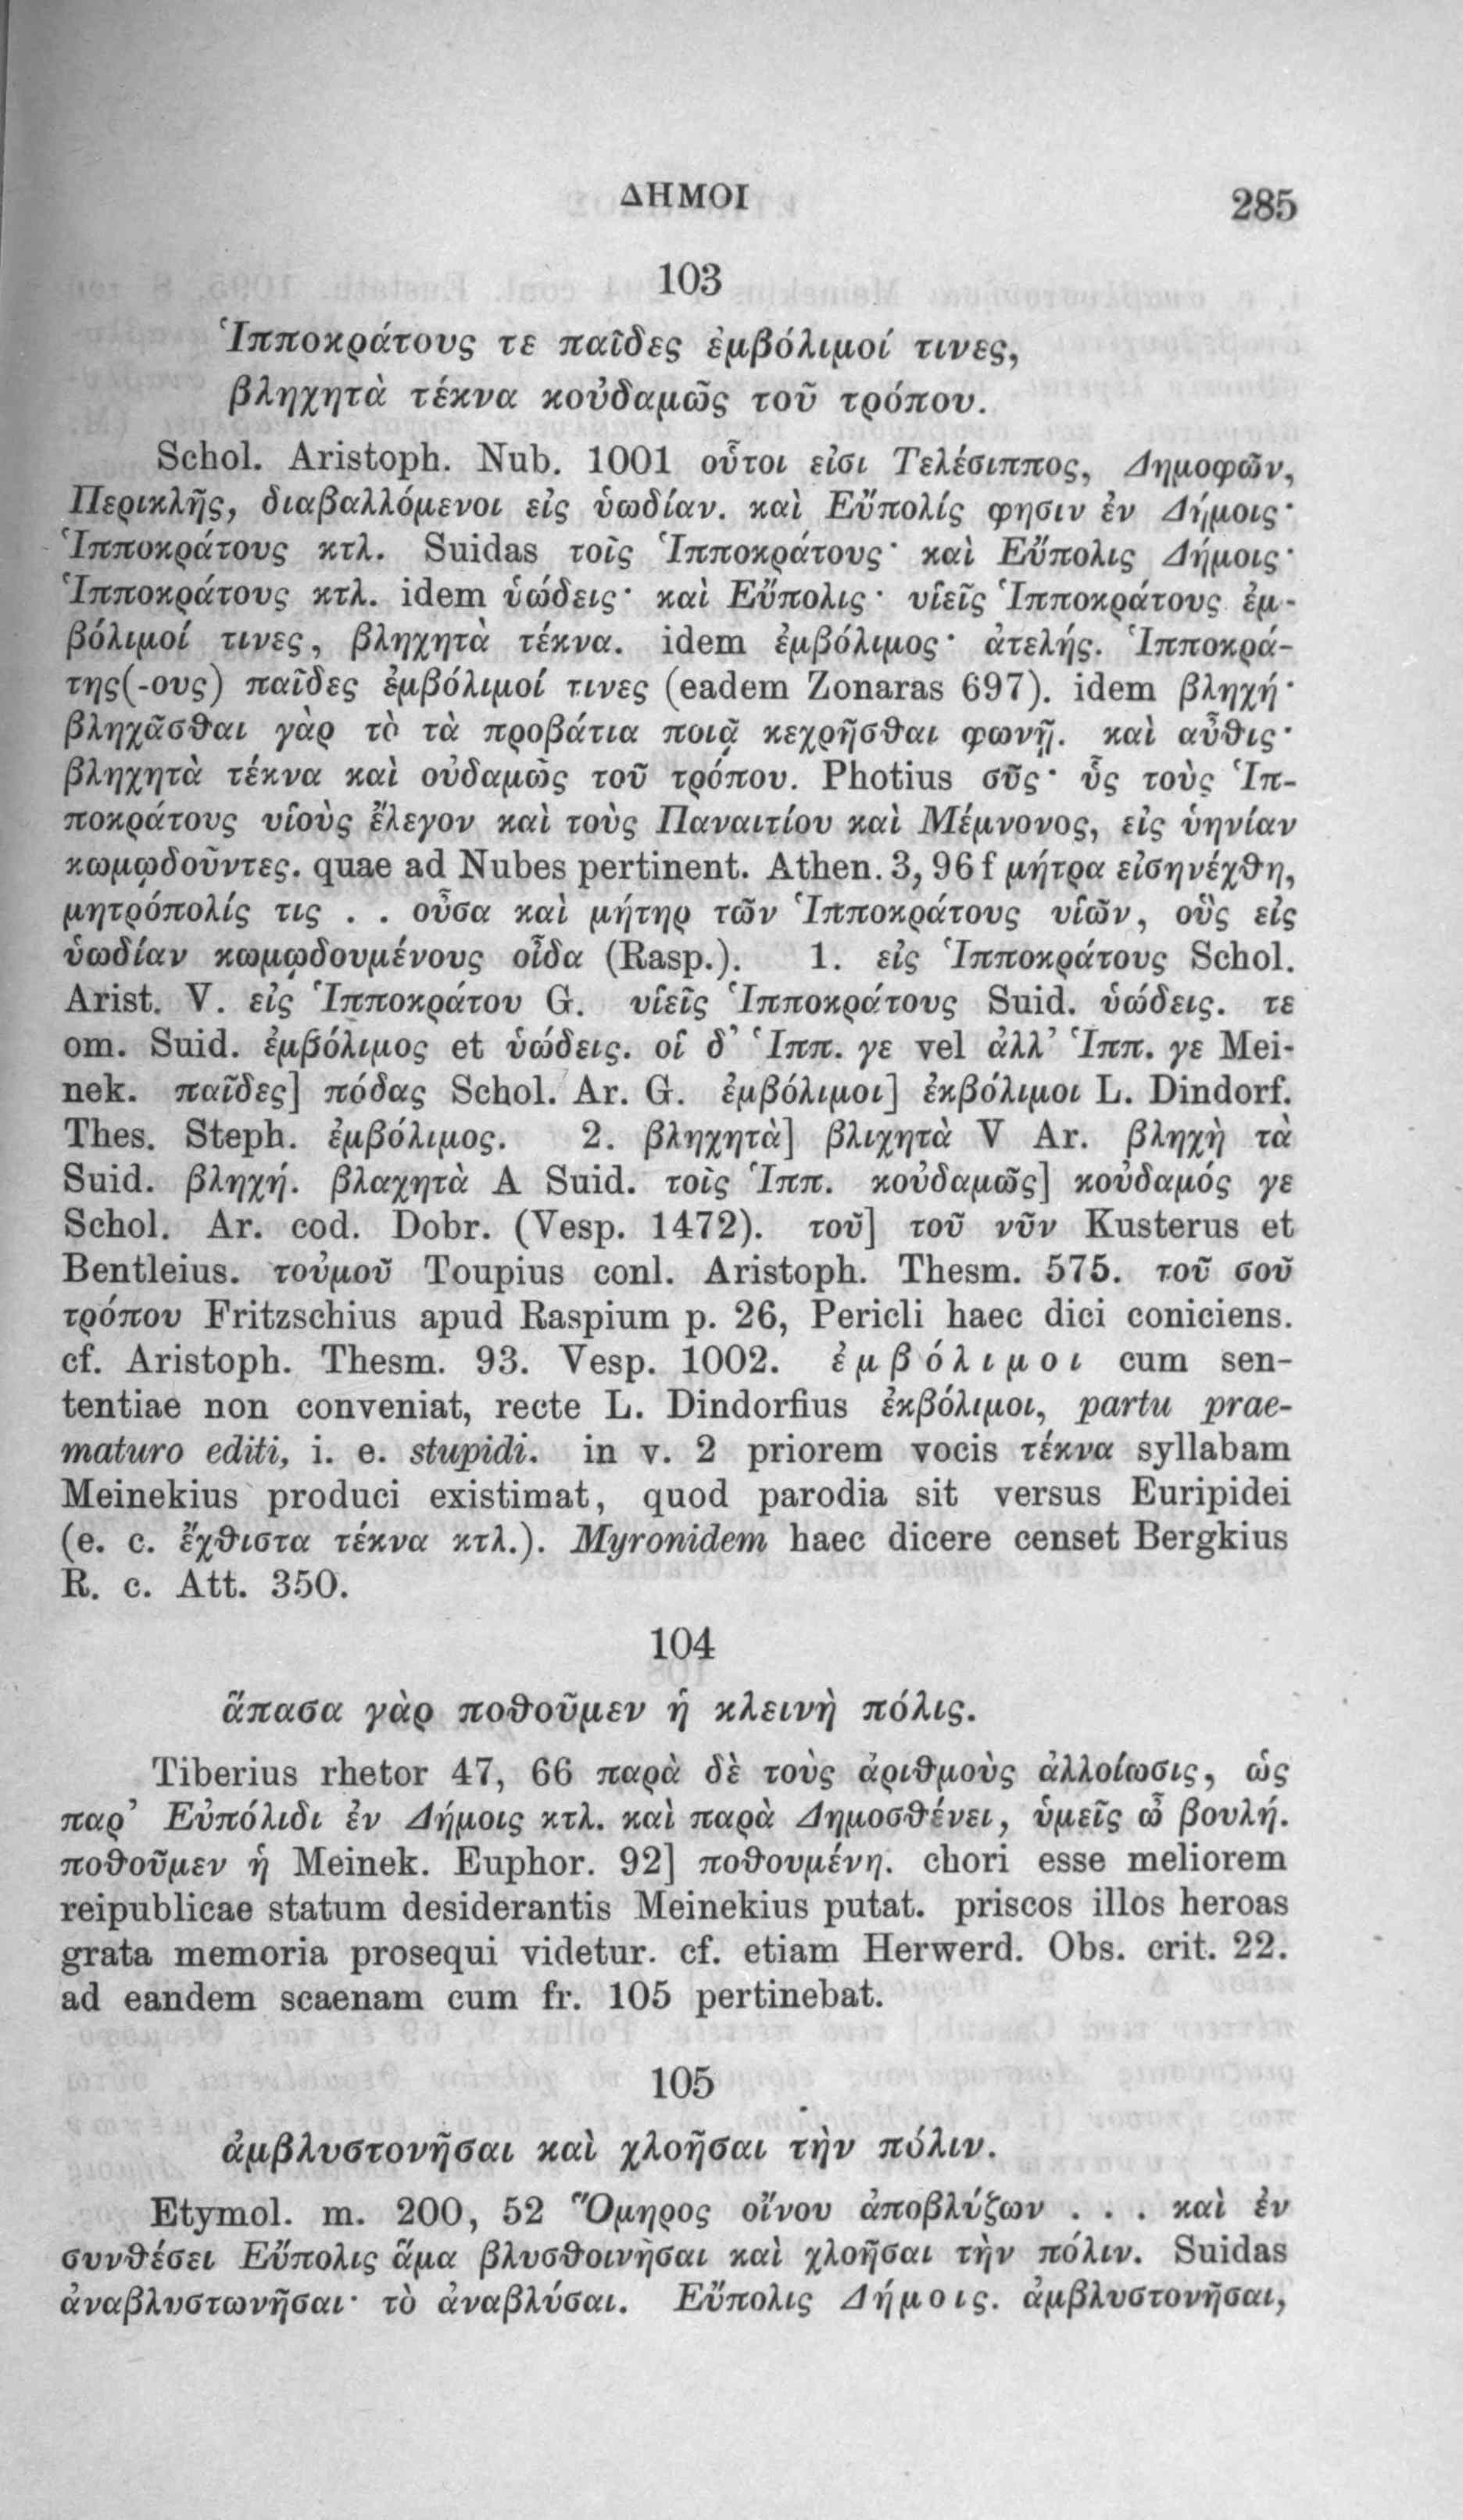 ΔΗΜΟΙ 285
103
Ἱπποκράτους τε παῖδες ἐμβόλιμοί τινες,
βληχητὰ τέκνα κοὐδαμῶς τοῦ τρόπου.
Schol. Aristoph. Nub. 1001 οὗτοι εἰσι Τελέσιππος, Δημοφῶν,
Περικλῆς, διαβαλλόμενοι εἰς ὑωδίαν. καὶ Εὔπολίς φησιν ἐν Δήμοις·
Ἱπποκράτους κτλ. Suidas τοῖς Ἱπποκράτους· καὶ Εὔπολις Δήμοις·
Ἱπποκράτους κτλ. idem ὑώδεις· καὶ Εὔπολις· υἱεῖς Ἱπποκράτους ἐμ-
βόλιμοί τινες, βληχητὰ τέκνα. idem ἐμβόλιμος· ἀτελής. Ἱπποκρά-
της(-ους) παῖδες ἐμβόλιμοί τινες (eadem Zonaras 697). idem βληχή·
βληχᾶσθαι γὰρ τὸ τὰ προβάτια ποιᾷ κεχρῆσθαι φωνῇ. καὶ αὖθις·
βληχητὰ τέκνα καὶ οὐδαμῶς τοῦ τρόπου. Photius σῦς· ὗς τοὺς Ἱπ-
ποκράτους υἱοὺς ἔλεγον καὶ τοὺς Παναιτίου καὶ Μέμνονος, εἰς ὑηνίαν
κωμῳδοῦντες. quae ad Nubes pertinent. Athen. 3, 96 f μήτρα εἰσηνέχθη,
μητρόπολίς τις . . οὖσα καὶ μήτηρ τῶν Ἱπποκράτους υἱῶν, οὓς εἰς
ὑωδίαν κωμῳδουμένους οἶδα (Rasp.). 1. εἰς Ἱπποκράτους Schol.
Arist. V. εἰς Ἱπποκράτου G. υἱεῖς Ἱπποκράτους Suid. ὑώδεις. τε
om. Suid. ἐμβόλιμος et ὑώδεις. οἱ δ’ Ἱππ. γε vel ἀλλ’ Ἱππ. γε Mei-
nek. παῖδες] πόδας Schol. Ar. G. ἐμβόλιμοι] ἐκβόλιμοι L. Dindorf.
Thes. Steph. ἐμβόλιμος. 2. βληχητὰ] βλιχητὰ V Ar. βληχὴ τὰ
Suid. βληχή. βλαχητὰ A Suid. τοῖς Ἱππ. κοὐδαμῶς] κοὐδαμός γε
Schol. Ar. cod. Dobr. (Vesp. 1472). τοῦ] τοῦ νῦν Kusterus et
Bentleius. τοὐμοῦ Toupius conl. Aristoph. Thesm. 575. τοῦ σοῦ
τρόπου Fritzschius apud Raspium p. 26, Pericli haec dici coniciens.
cf. Aristoph. Thesm. 93. Vesp. 1002. ἐμβόλιμοι cum sen-
tentiae non conveniat, recte L. Dindorfius ἐκβόλιμοι, partu prae-
maturo editi, i. e. stupidi. in v. 2 priorem vocis τέκνα syllabam
Meinekius produci existimat, quod parodia sit versus Euripidei
(e. c. ἔχθιστα τέκνα κτλ.). Myronidem haec dicere censet Bergkius
R. c. Att. 350.
104
ἅπασα γὰρ ποθοῦμεν ἡ κλεινὴ πόλις.
Tiberius rhetor 47, 66 παρὰ δὲ τοὺς ἀριθμοὺς ἀλλοίωσις, ὡς
παρ’ Εὐπόλιδι ἐν Δήμοις κτλ. καὶ παρὰ Δημοσθένει, ὑμεῖς ὦ βουλή.
ποθοῦμεν ἡ Meinek. Euphor. 92] ποθουμένη. chori esse meliorem
reipublicae statum desiderantis Meinekius putat. priscos illos heroas
grata memoria prosequi videtur. cf. etiam Herwerd. Obs. crit. 22.
ad eandem scaenam cum fr. 105 pertinebat.
105
ἀμβλυστονῆσαι καὶ χλοῆσαι τὴν πόλιν.
Etymol. m. 200, 52 Ὅμηρος οἴνου ἀποβλύζων . . . καὶ ἐν
συνθέσει Εὔπολις ἅμα βλυσθοινῆσαι καὶ χλοῆσαι τὴν πόλιν. Suidas
ἀναβλυστωνῆσαι· τὸ ἀναβλύσαι. Εὔπολις Δήμοις. ἀμβλυστονῆσαι,